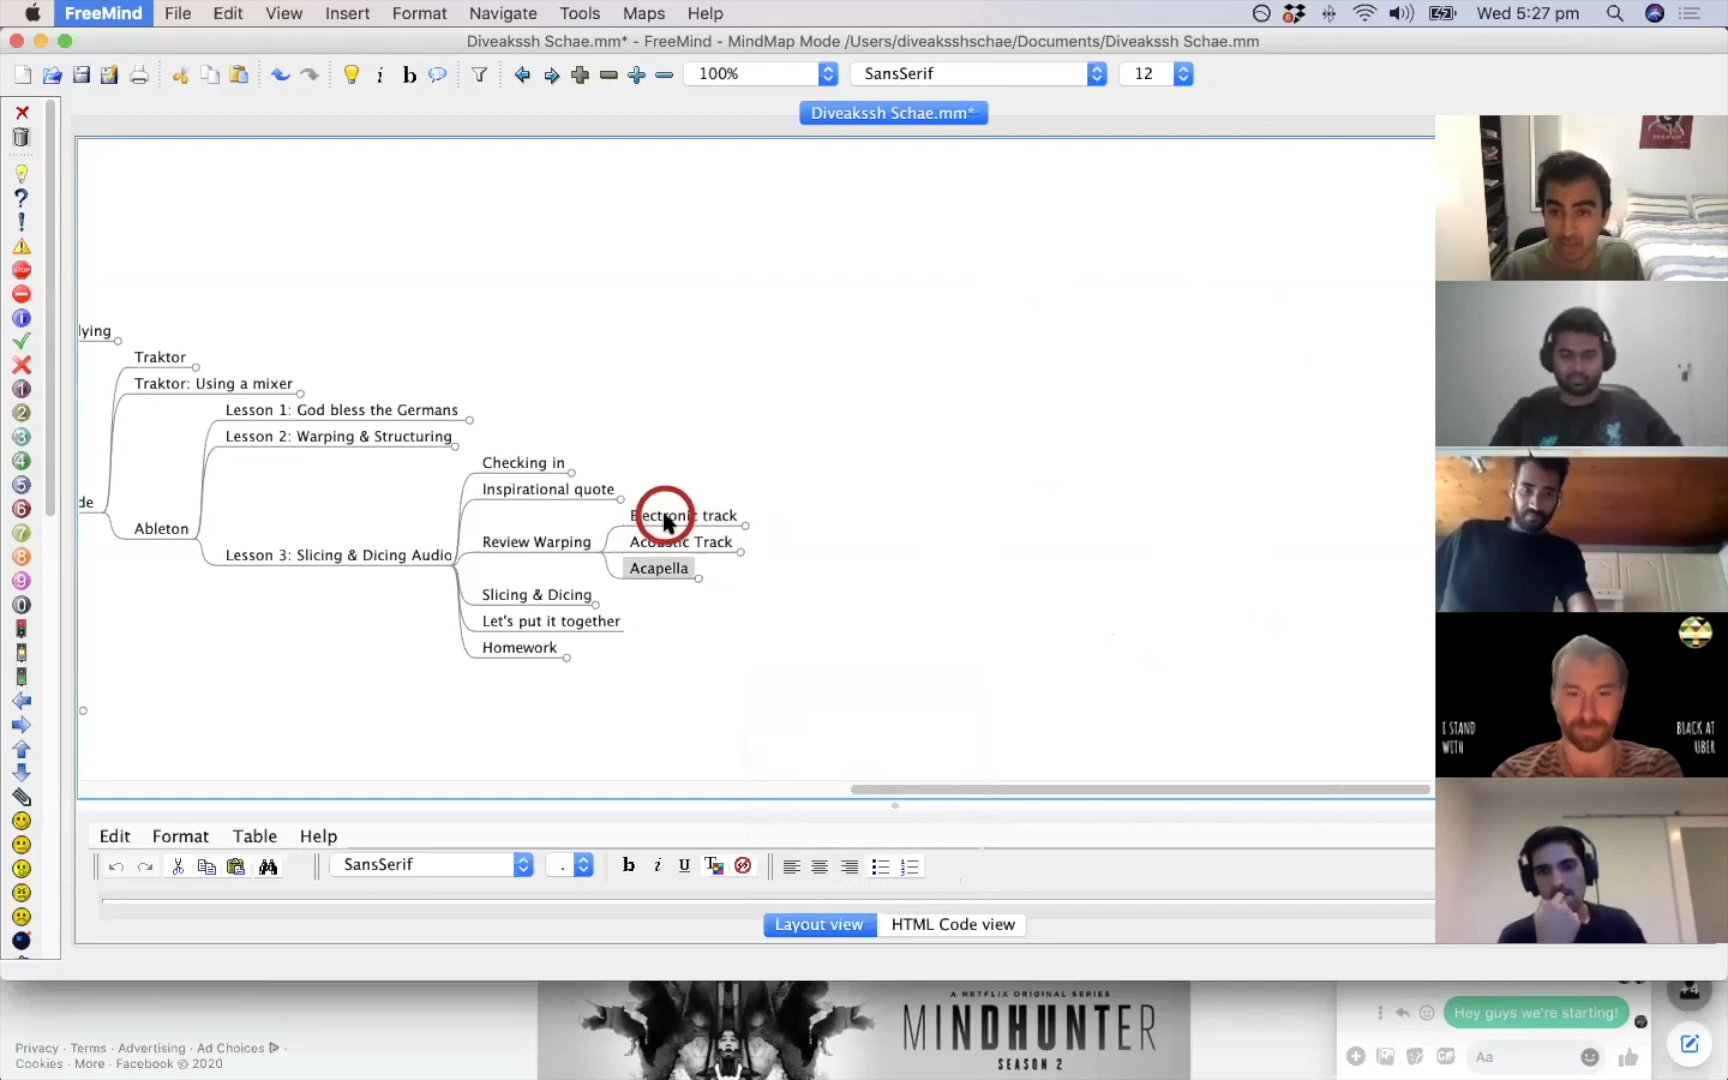 FreeMind File Edit View Insert Format Navigate Tools Maps Help Wed 5:27 pm
Diveakssh Schae.mm* - FreeMind - MindMap Mode /Users/diveaksshschae/Documents/Diveakssh Schae.mm
100% SansSerif 12
Diveakssh Schae.mm*
lying
Traktor
Traktor: Using a mixer
Lesson 1: God bless the Germans
Lesson 2: Warping & Structuring
Checking in
Inspirational quote
de
Electronic track
Ableton
Review Warping
Acoustic Track
Lesson 3: Slicing & Dicing Audio
Acapella
Slicing & Dicing
Let's put it together
Homework
I STAND
WITH
BLACK AT
UBER
Edit Format Table Help
SansSerif .
Layout view HTML Code view
A NETFLIX ORIGINAL SERIES
MINDHUNTER
SEASON 2
+4
Hey guys we're starting!
Aa
Privacy · Terms · Advertising · Ad Choices ·
Cookies · More · Facebook © 2020